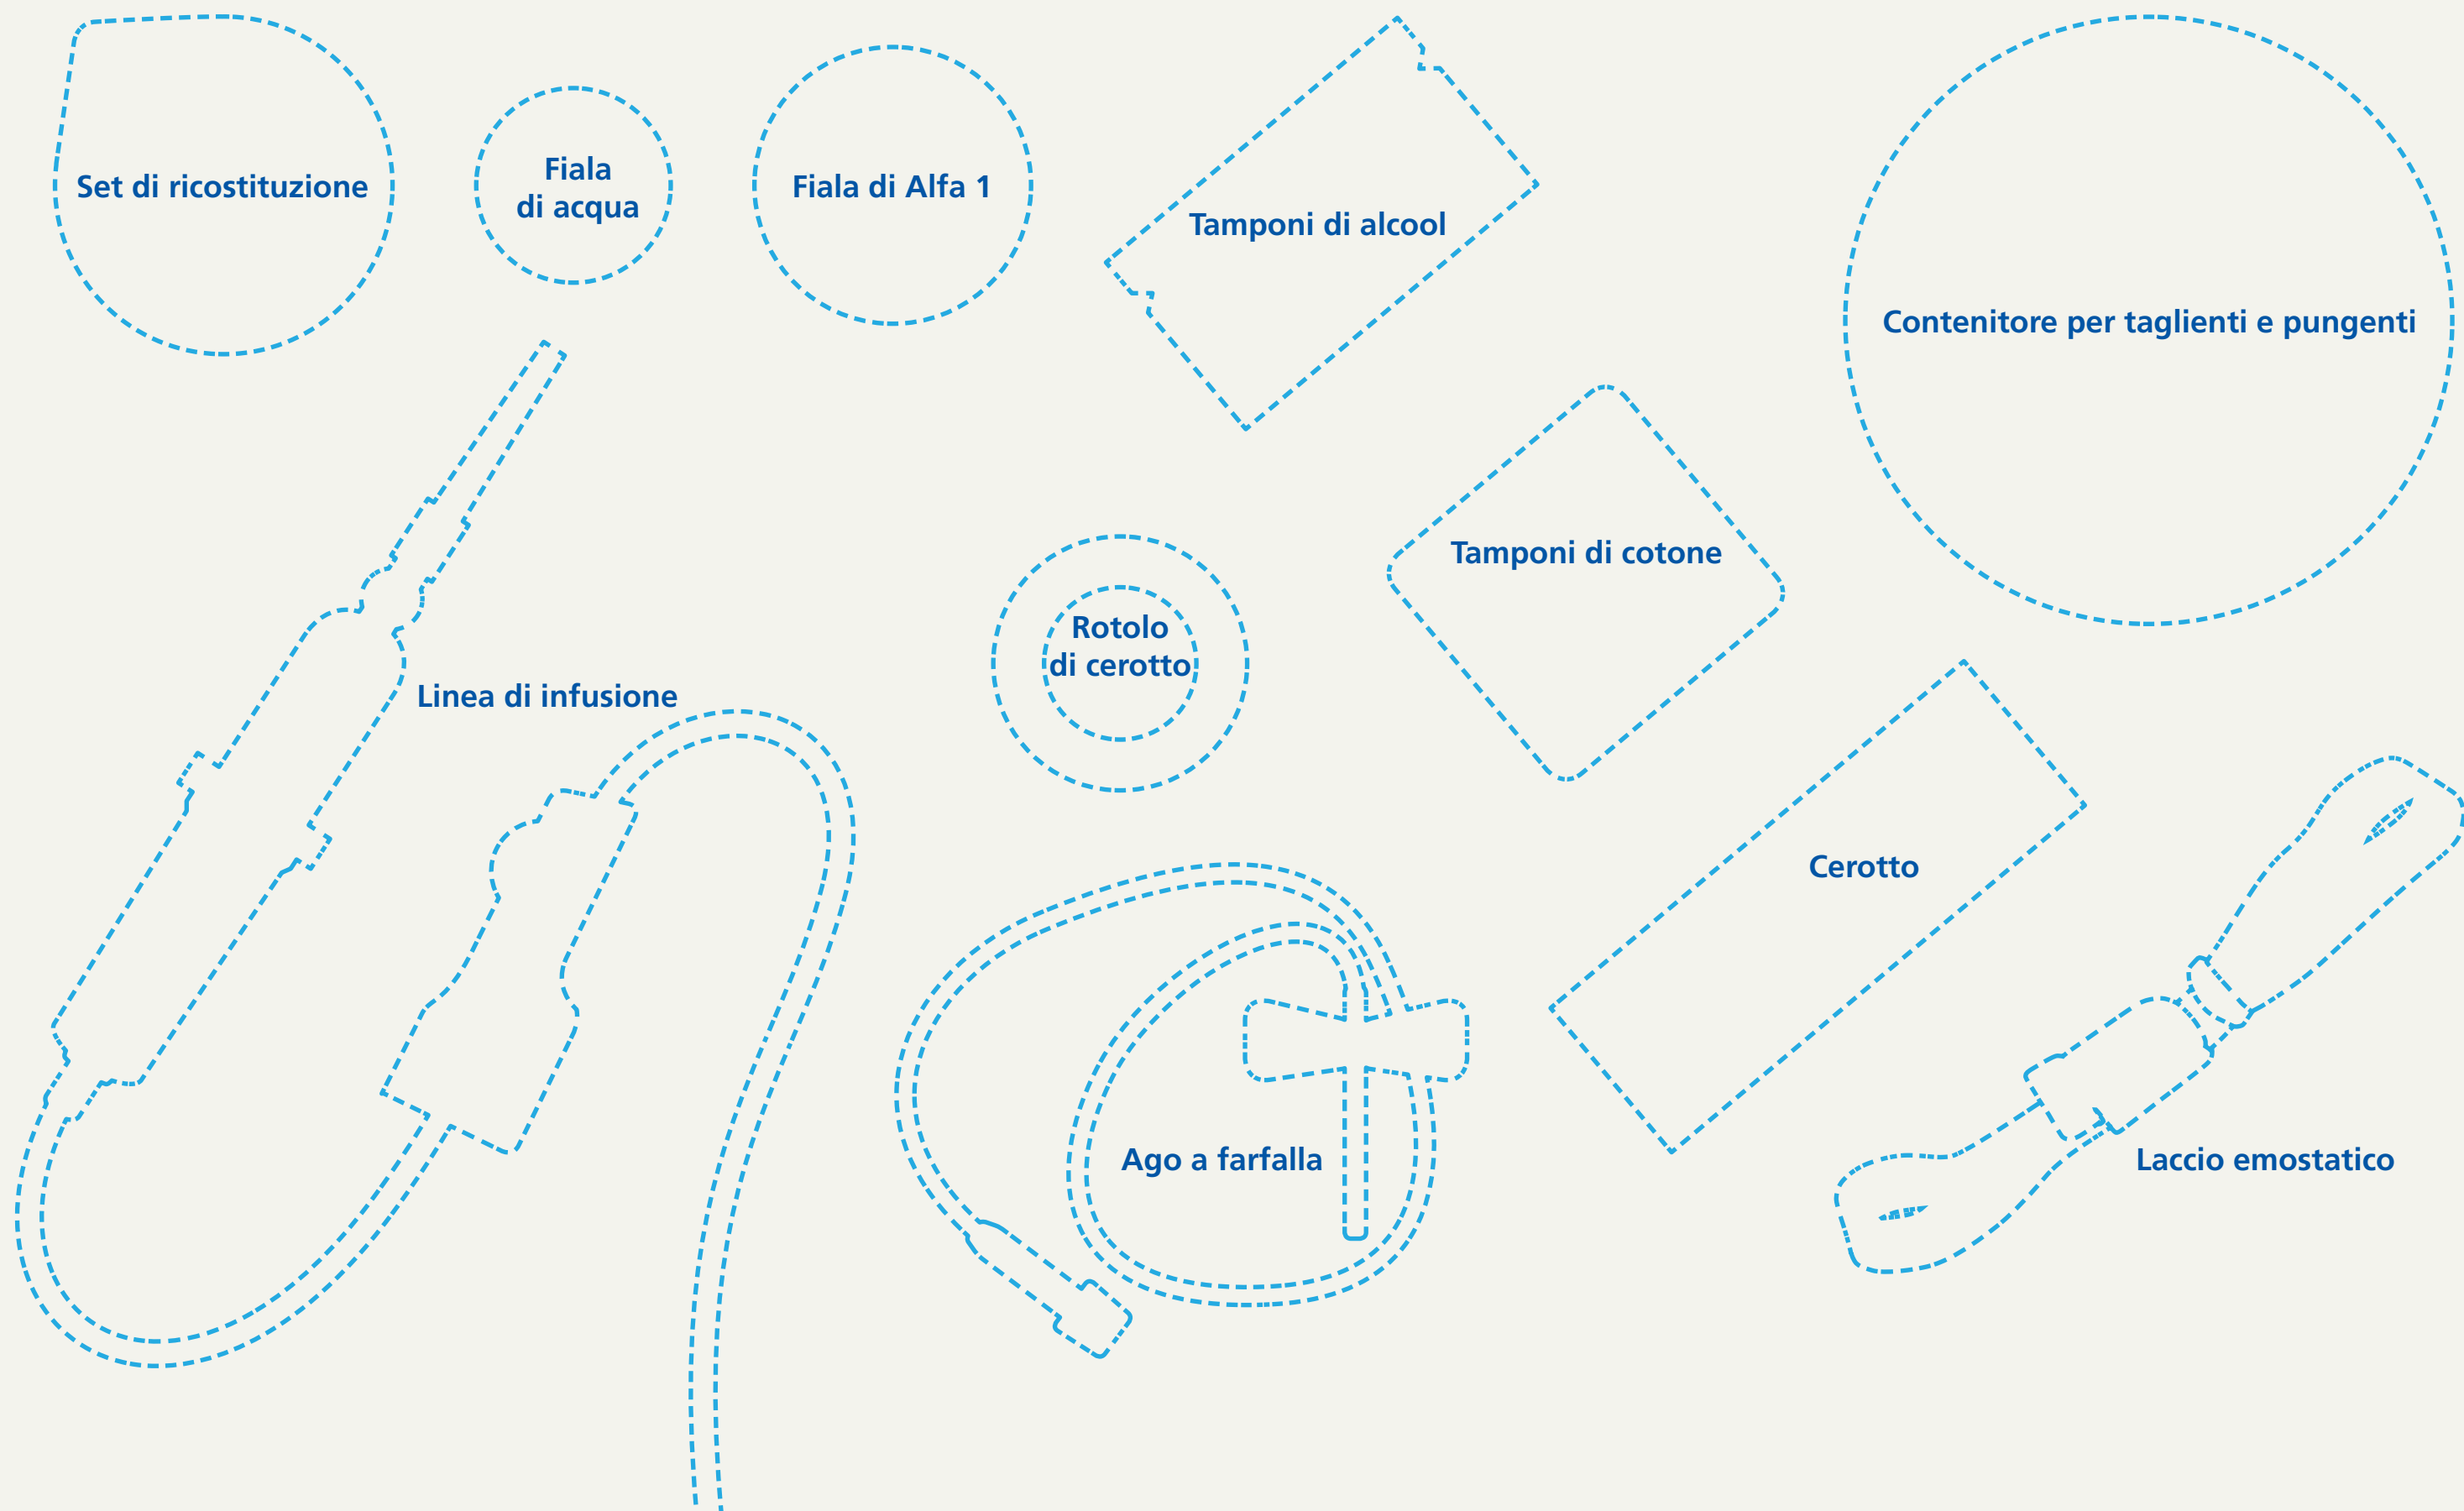 Set di ricostituzione
Fiala
di acqua
Fiala di Alfa 1
Tamponi di alcool
Contenitore per taglienti e pungenti
Tamponi di cotone
Rotolo
di cerotto
Linea di infusione
Cerotto
Ago a farfalla
Laccio emostatico